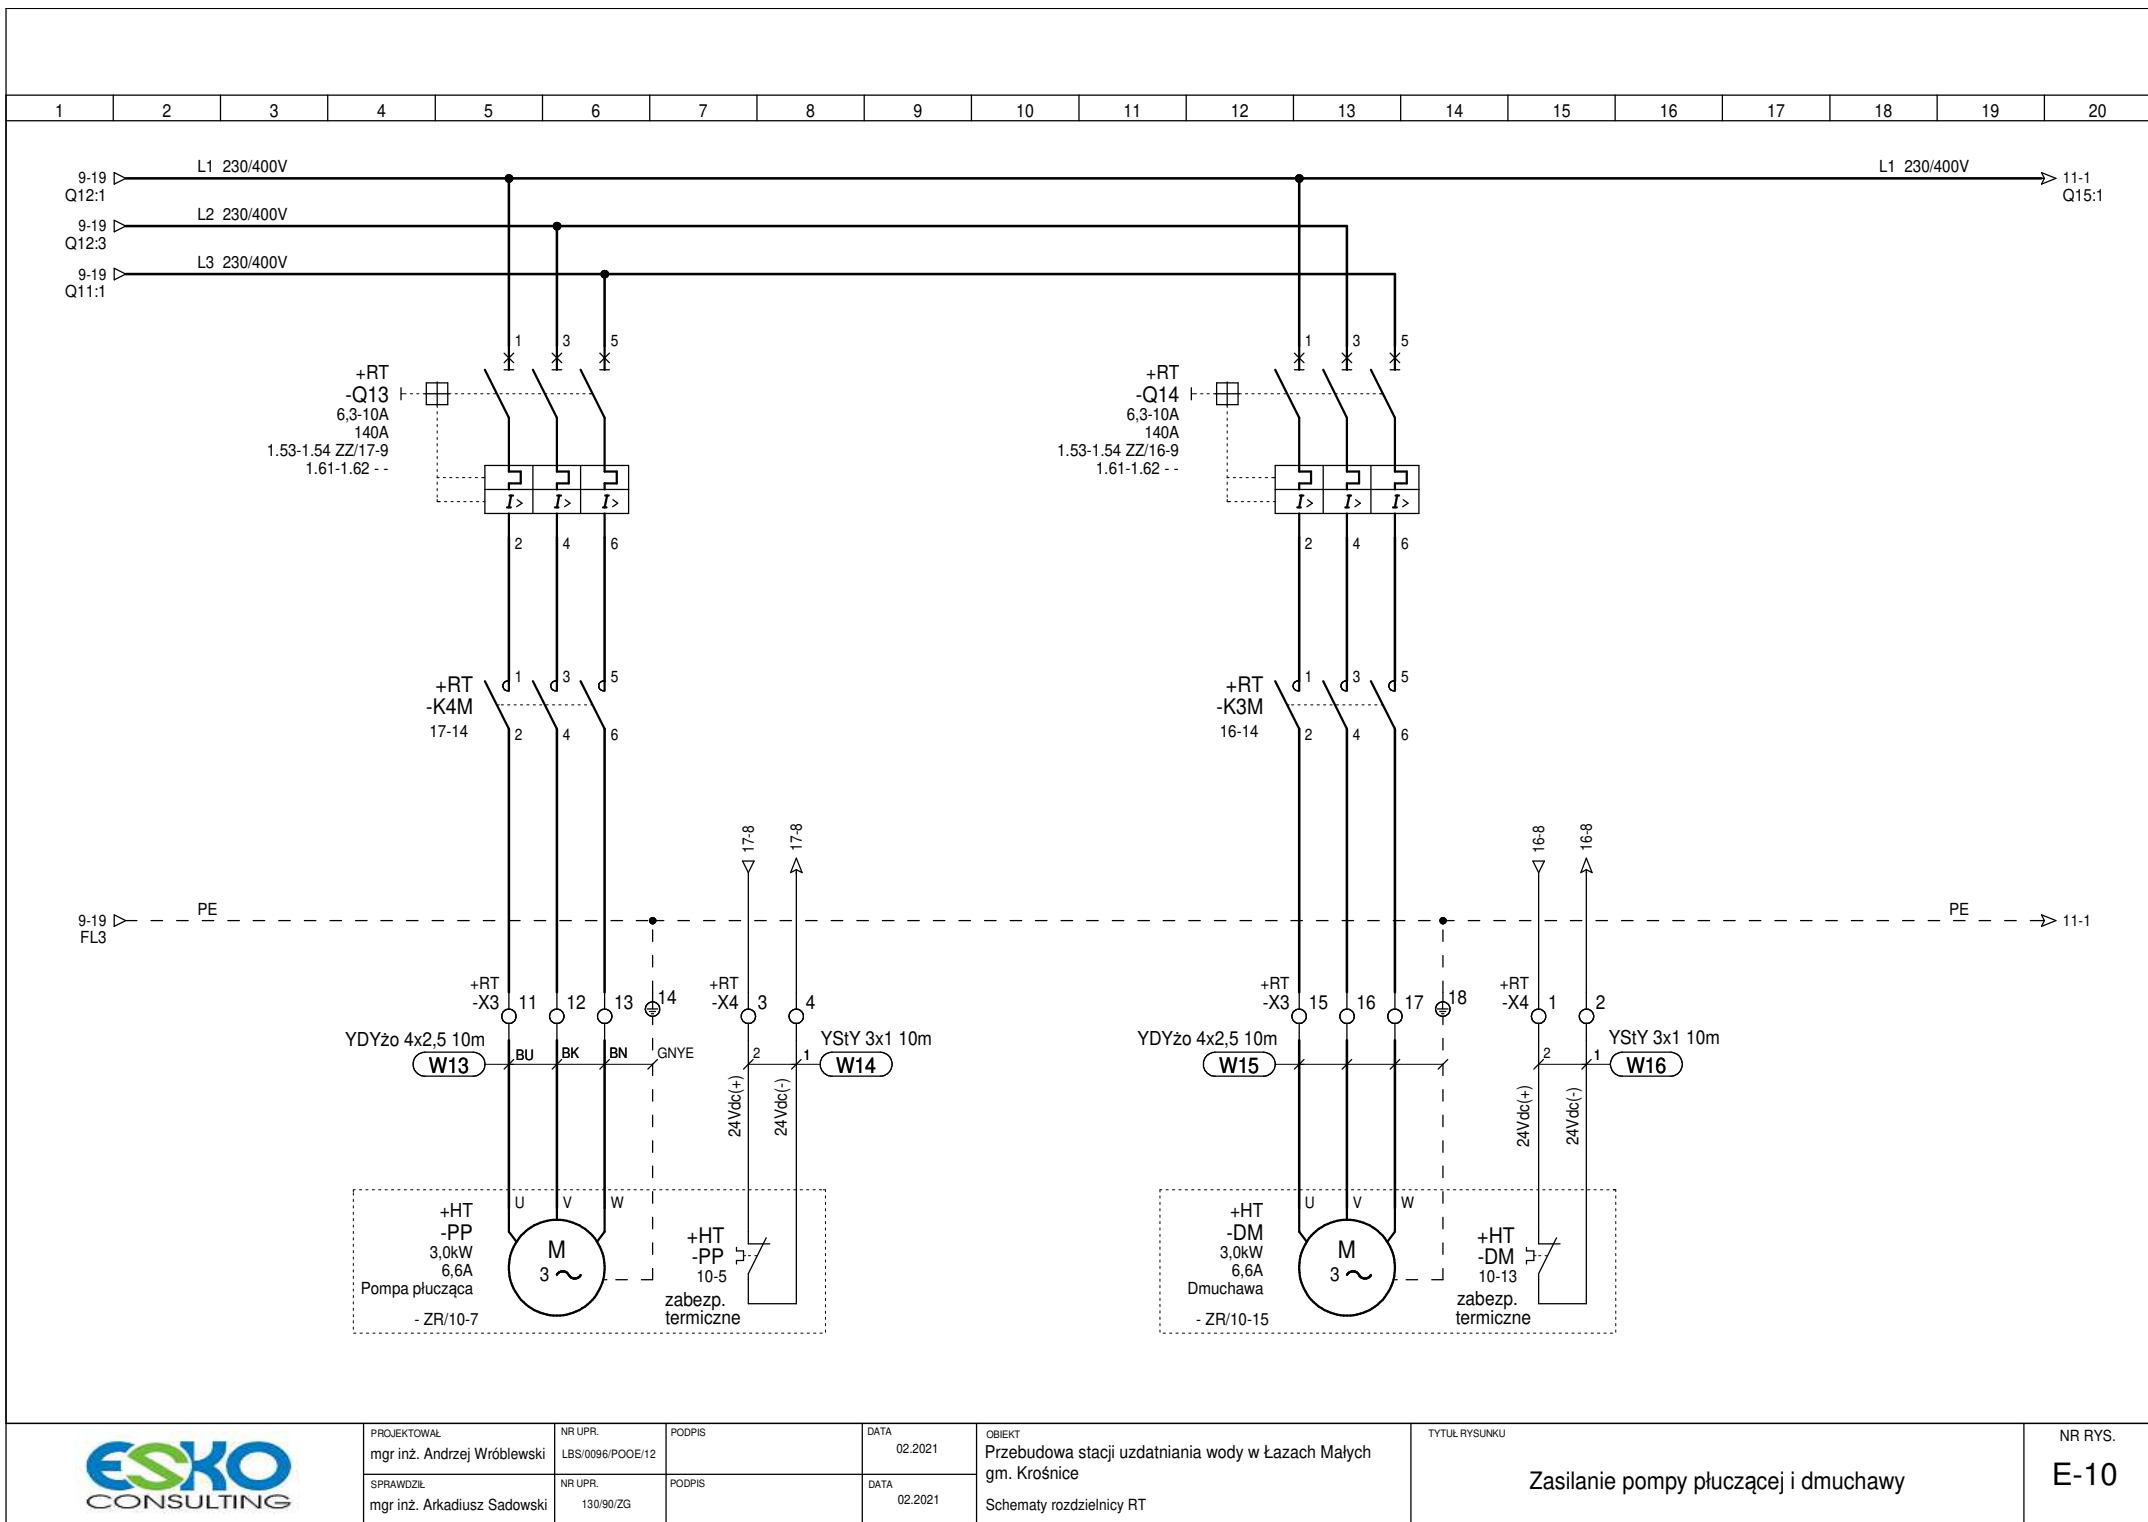 1 2 3 4 5 6 7 8 9 10 11 12 13 14 15 16 17 18 19 20
9-19 L1 230/400V L1 230/400V 11-1
Q12:1 Q15:1
9-19 L2 230/400V
Q12:3
9-19 L3 230/400V
Q11:1
1 3 5
+RT
-Q13
6,3-10A
140A
1.53-1.54 ZZ/17-9
1.61-1.62 - -
I> I> I>
2 4 6
1 3 5
+RT
-Q14
6,3-10A
140A
1.53-1.54 ZZ/16-9
1.61-1.62 - -
I> I> I>
2 4 6
+RT 1 3 5
-K4M
17-14 2 4 6
+RT 1 3 5
-K3M
16-14 2 4 6
17-8 17-8
16-8 16-8
9-19 PE PE 11-1
FL3
+RT
-X3 11 12 13 14
+RT
-X4 3 4
YDYżo 4x2,5 10m
W13 BU BK BN GNYE
YStY 3x1 10m
2 1 W14
24Vdc(+) 24Vdc(-)
+RT
-X3 15 16 17 18
+RT
-X4 1 2
YDYżo 4x2,5 10m
W15
YStY 3x1 10m
2 1 W16
24Vdc(+) 24Vdc(-)
U V W
+HT
-PP
3,0kW
6,6A
Pompa płucząca
- ZR/10-7
M
3
+HT
-PP
10-5
zabezp.
termiczne
U V W
+HT
-DM
3,0kW
6,6A
Dmuchawa
- ZR/10-15
M
3
+HT
-DM
10-13
zabezp.
termiczne
ESKO
CONSULTING
PROJEKTOWAŁ NR UPR. PODPIS DATA
mgr inż. Andrzej Wróblewski LBS/0096/POOE/12 02.2021
SPRAWDZIŁ NR UPR. PODPIS DATA
mgr inż. Arkadiusz Sadowski 130/90/ZG 02.2021
OBIEKT
Przebudowa stacji uzdatniania wody w Łazach Małych
gm. Krośnice
Schematy rozdzielnicy RT
TYTUŁ RYSUNKU
Zasilanie pompy płuczącej i dmuchawy
NR RYS.
E-10